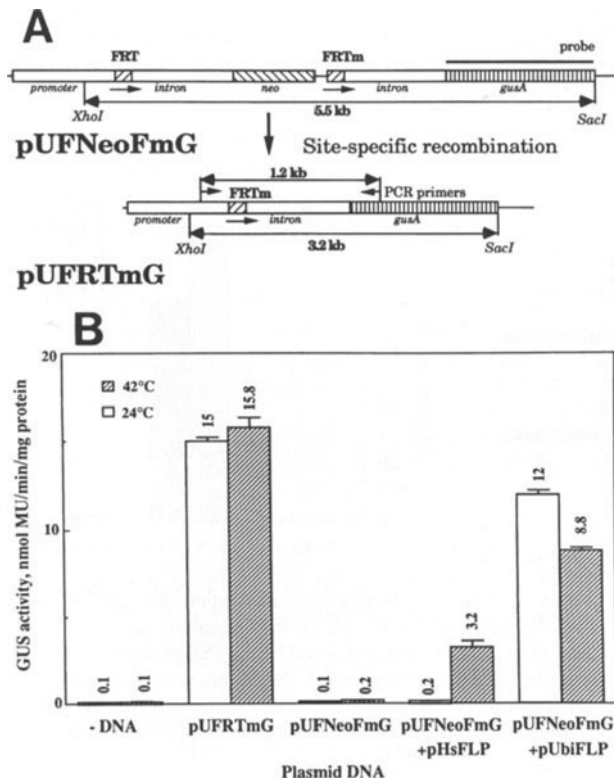 A
FRT
FRTm
probe
promoter intron neo intron gusA
5.5 kb
XhoI SacI
pUFNeoFmG
Site-specific recombination
1.2 kb
FRTm PCR primers
promoter intron gusA
XhoI SacI
3.2 kb
pUFRTmG
B
GUS activity, nmol MU/min/mg protein
20
10
0
42°C
24°C
0.1 0.1 15 15.8 0.1 0.2 0.2 3.2 12 8.8
- DNA pUFRTmG pUFNeoFmG pUFNeoFmG +pHsFLP pUFNeoFmG +pUbiFLP
Plasmid DNA